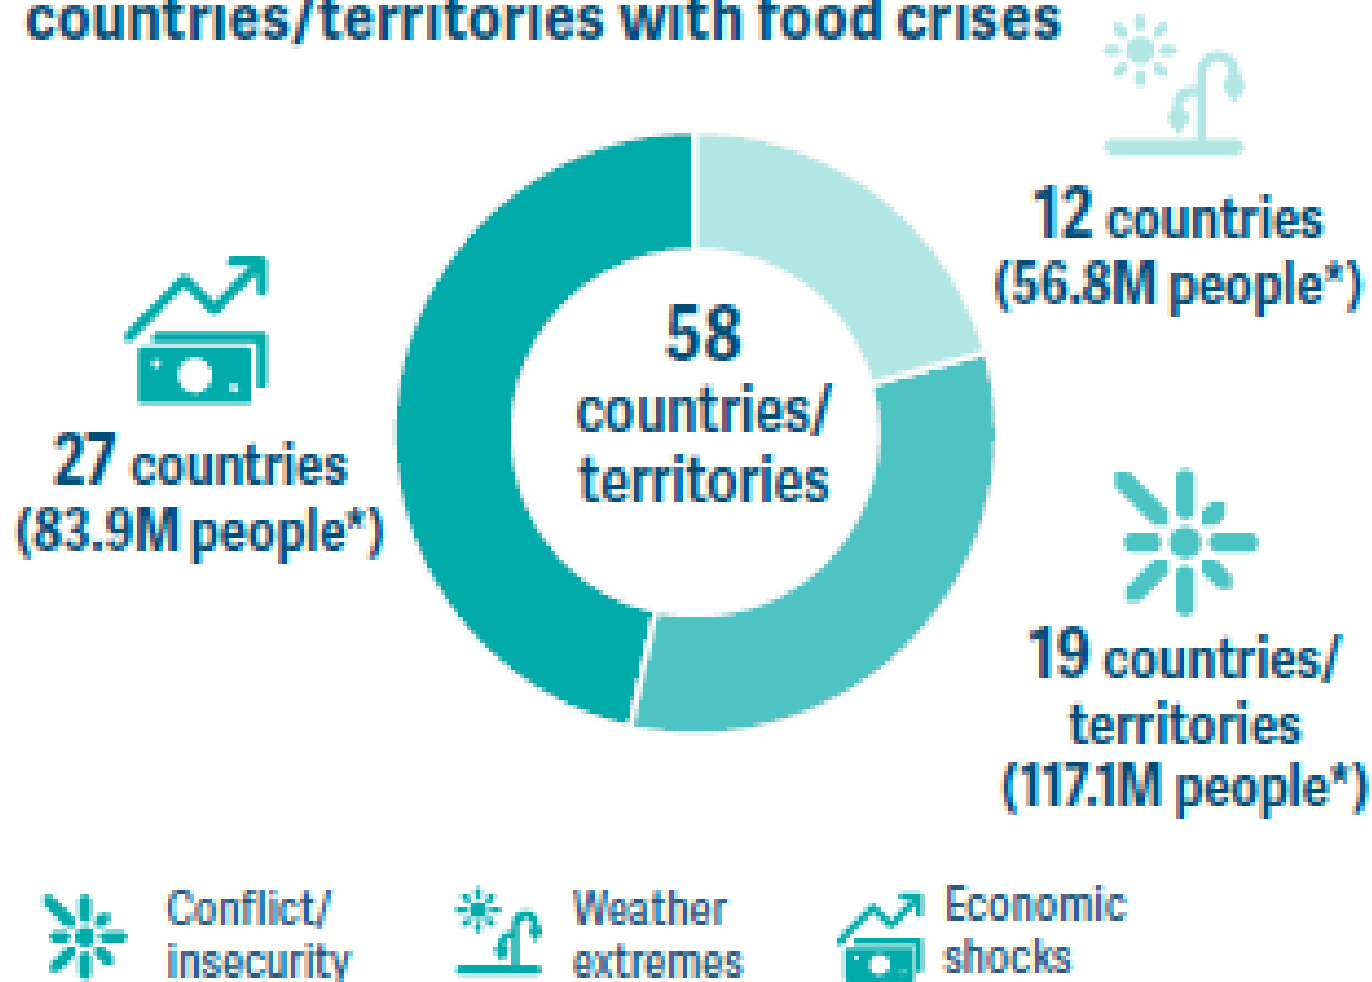 countries/territories with food crises
12 countries
(56.8M people*)
58
countries/
territories
27 countries
(83.9M people*)
19 countries/
territories
(117.1M people*)
Conflict/
insecurity
Weather
extremes
Economic
shocks